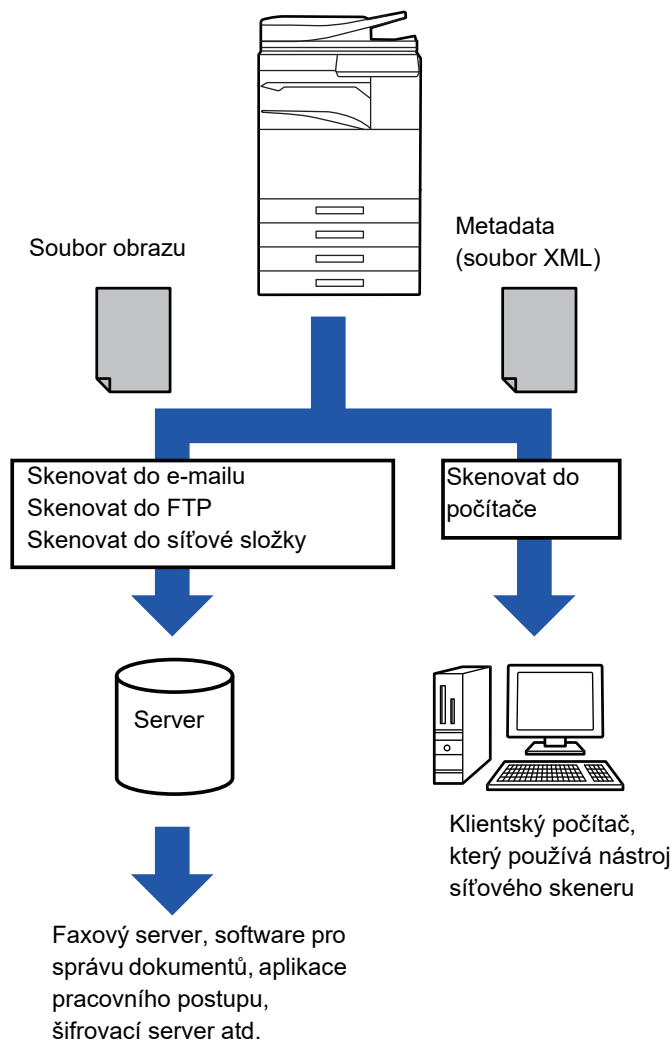 Soubor obrazu
Metadata
(soubor XML)
Skenovat do e-mailu
Skenovat do FTP
Skenovat do síťové složky
Skenovat do
počítače
Server
Klientský počítač,
který používá nástroj
síťového skeneru
Faxový server, software pro
správu dokumentů, aplikace
pracovního postupu,
šifrovací server atd.